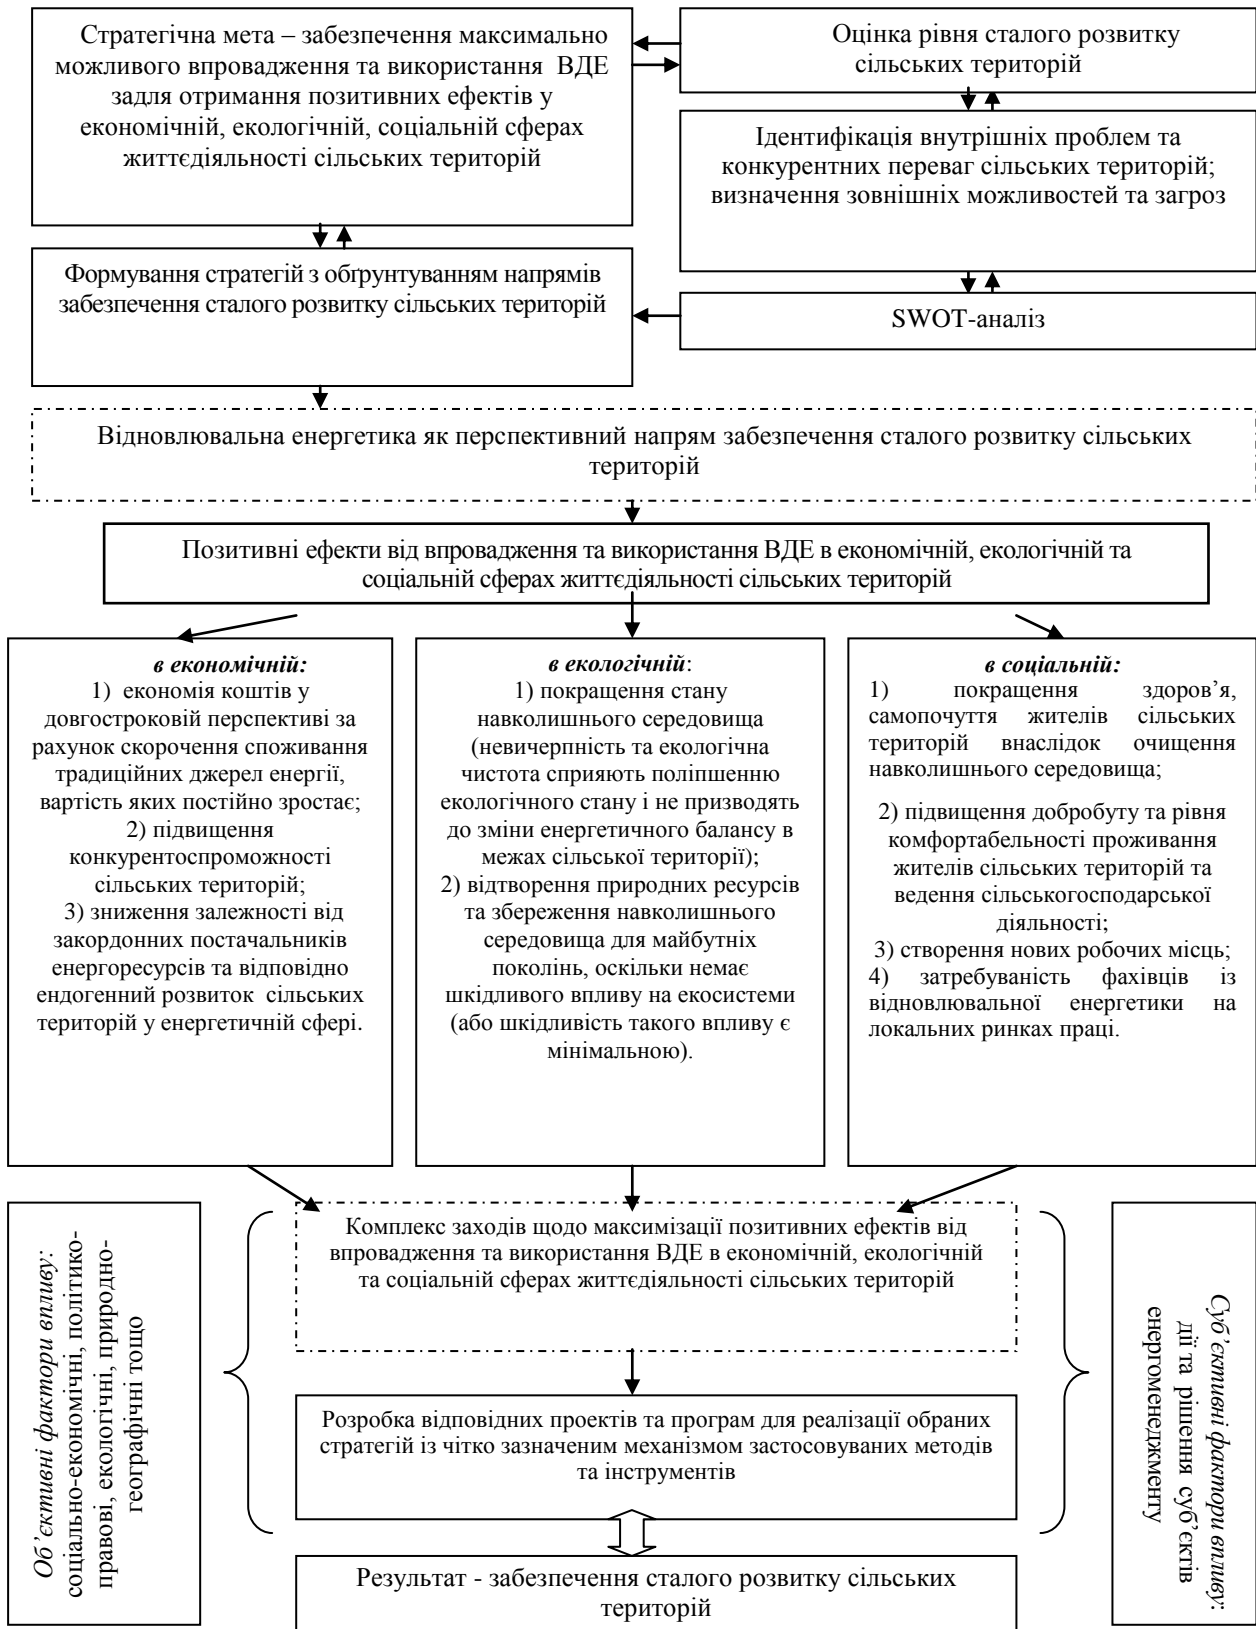 Стратегічна мета – забезпечення максимально
можливого впровадження та використання ВДЕ
задля отримання позитивних ефектів у
економічній, екологічній, соціальній сферах
життєдіяльності сільських територій
Оцінка рівня сталого розвитку
сільських територій
Ідентифікація внутрішніх проблем та
конкурентних переваг сільських територій;
визначення зовнішніх можливостей та загроз
Формування стратегій з обґрунтуванням напрямів
забезпечення сталого розвитку сільських територій
SWOT-аналіз
Відновлювальна енергетика як перспективний напрям забезпечення сталого розвитку сільських
територій
Позитивні ефекти від впровадження та використання ВДЕ в економічній, екологічній та
соціальній сферах життєдіяльності сільських територій
в економічній:
1) економія коштів у
довгостроковій перспективі за
рахунок скорочення споживання
традиційних джерел енергії,
вартість яких постійно зростає;
2) підвищення
конкурентоспроможності
сільських територій;
3) зниження залежності від
закордонних постачальників
енергоресурсів та відповідно
ендогенний розвиток сільських
територій у енергетичній сфері.
в екологічній:
1) покращення стану
навколишнього середовища
(невичерпність та екологічна
чистота сприяють поліпшенню
екологічного стану і не призводять
до зміни енергетичного балансу в
межах сільської території);
2) відтворення природних ресурсів
та збереження навколишнього
середовища для майбутніх
поколінь, оскільки немає
шкідливого впливу на екосистеми
(або шкідливість такого впливу є
мінімальною).
в соціальній:
1) покращення здоров’я,
самопочуття жителів сільських
територій внаслідок очищення
навколишнього середовища;
2) підвищення добробуту та рівня
комфортабельності проживання
жителів сільських територій та
ведення сільськогосподарської
діяльності;
3) створення нових робочих місць;
4) затребуваність фахівців із
відновлювальної енергетики на
локальних ринках праці.
Об’єктивні фактори впливу:
соціально-економічні, політико-
правові, екологічні, природно-
географічні тощо
Комплекс заходів щодо максимізації позитивних ефектів від
впровадження та використання ВДЕ в економічній, екологічній
та соціальній сферах життєдіяльності сільських територій
Розробка відповідних проектів та програм для реалізації обраних
стратегій із чітко зазначеним механізмом застосовуваних методів
та інструментів
Результат - забезпечення сталого розвитку сільських
територій
Суб’єктивні фактори впливу:
дії та рішення суб’єктів
енергоменеджменту